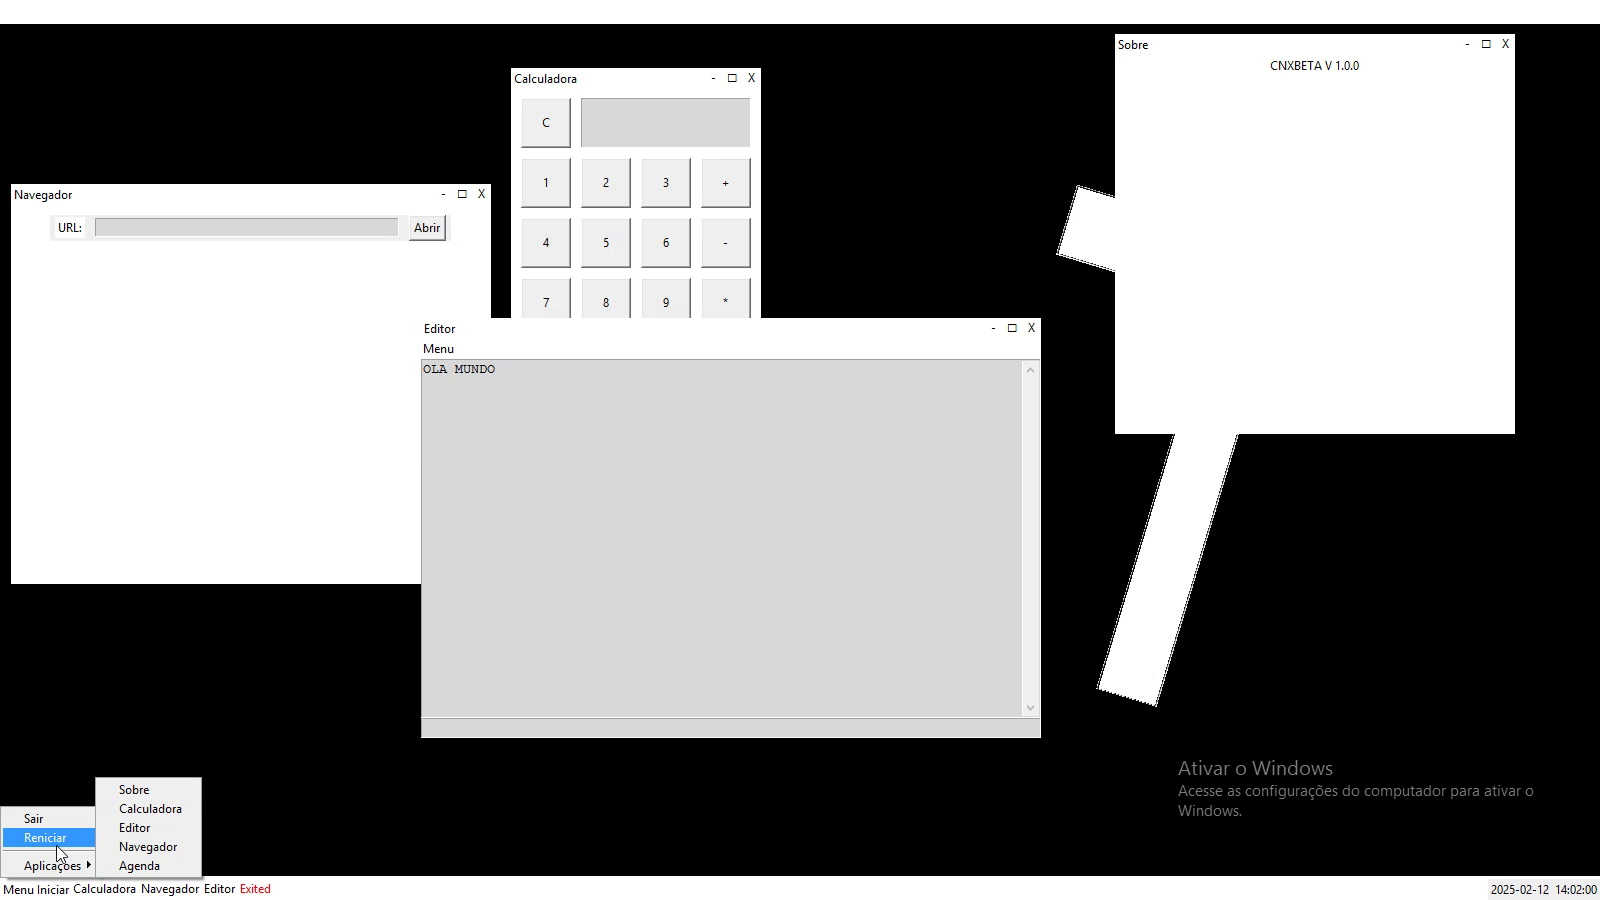 Sobre - □ X
CNXBETA V 1.0.0
Calculadora - □ X
C
1 2 3 +
4 5 6 -
7 8 9 *
Navegador - □ X
URL: Abrir
Editor - □ X
Menu
OLA MUNDO
Ativar o Windows
Acesse as configurações do computador para ativar o
Windows.
Sair
Reniciar
Aplicações
Sobre
Calculadora
Editor
Navegador
Agenda
Menu Iniciar Calculadora Navegador Editor Exited
2025-02-12 14:02:00